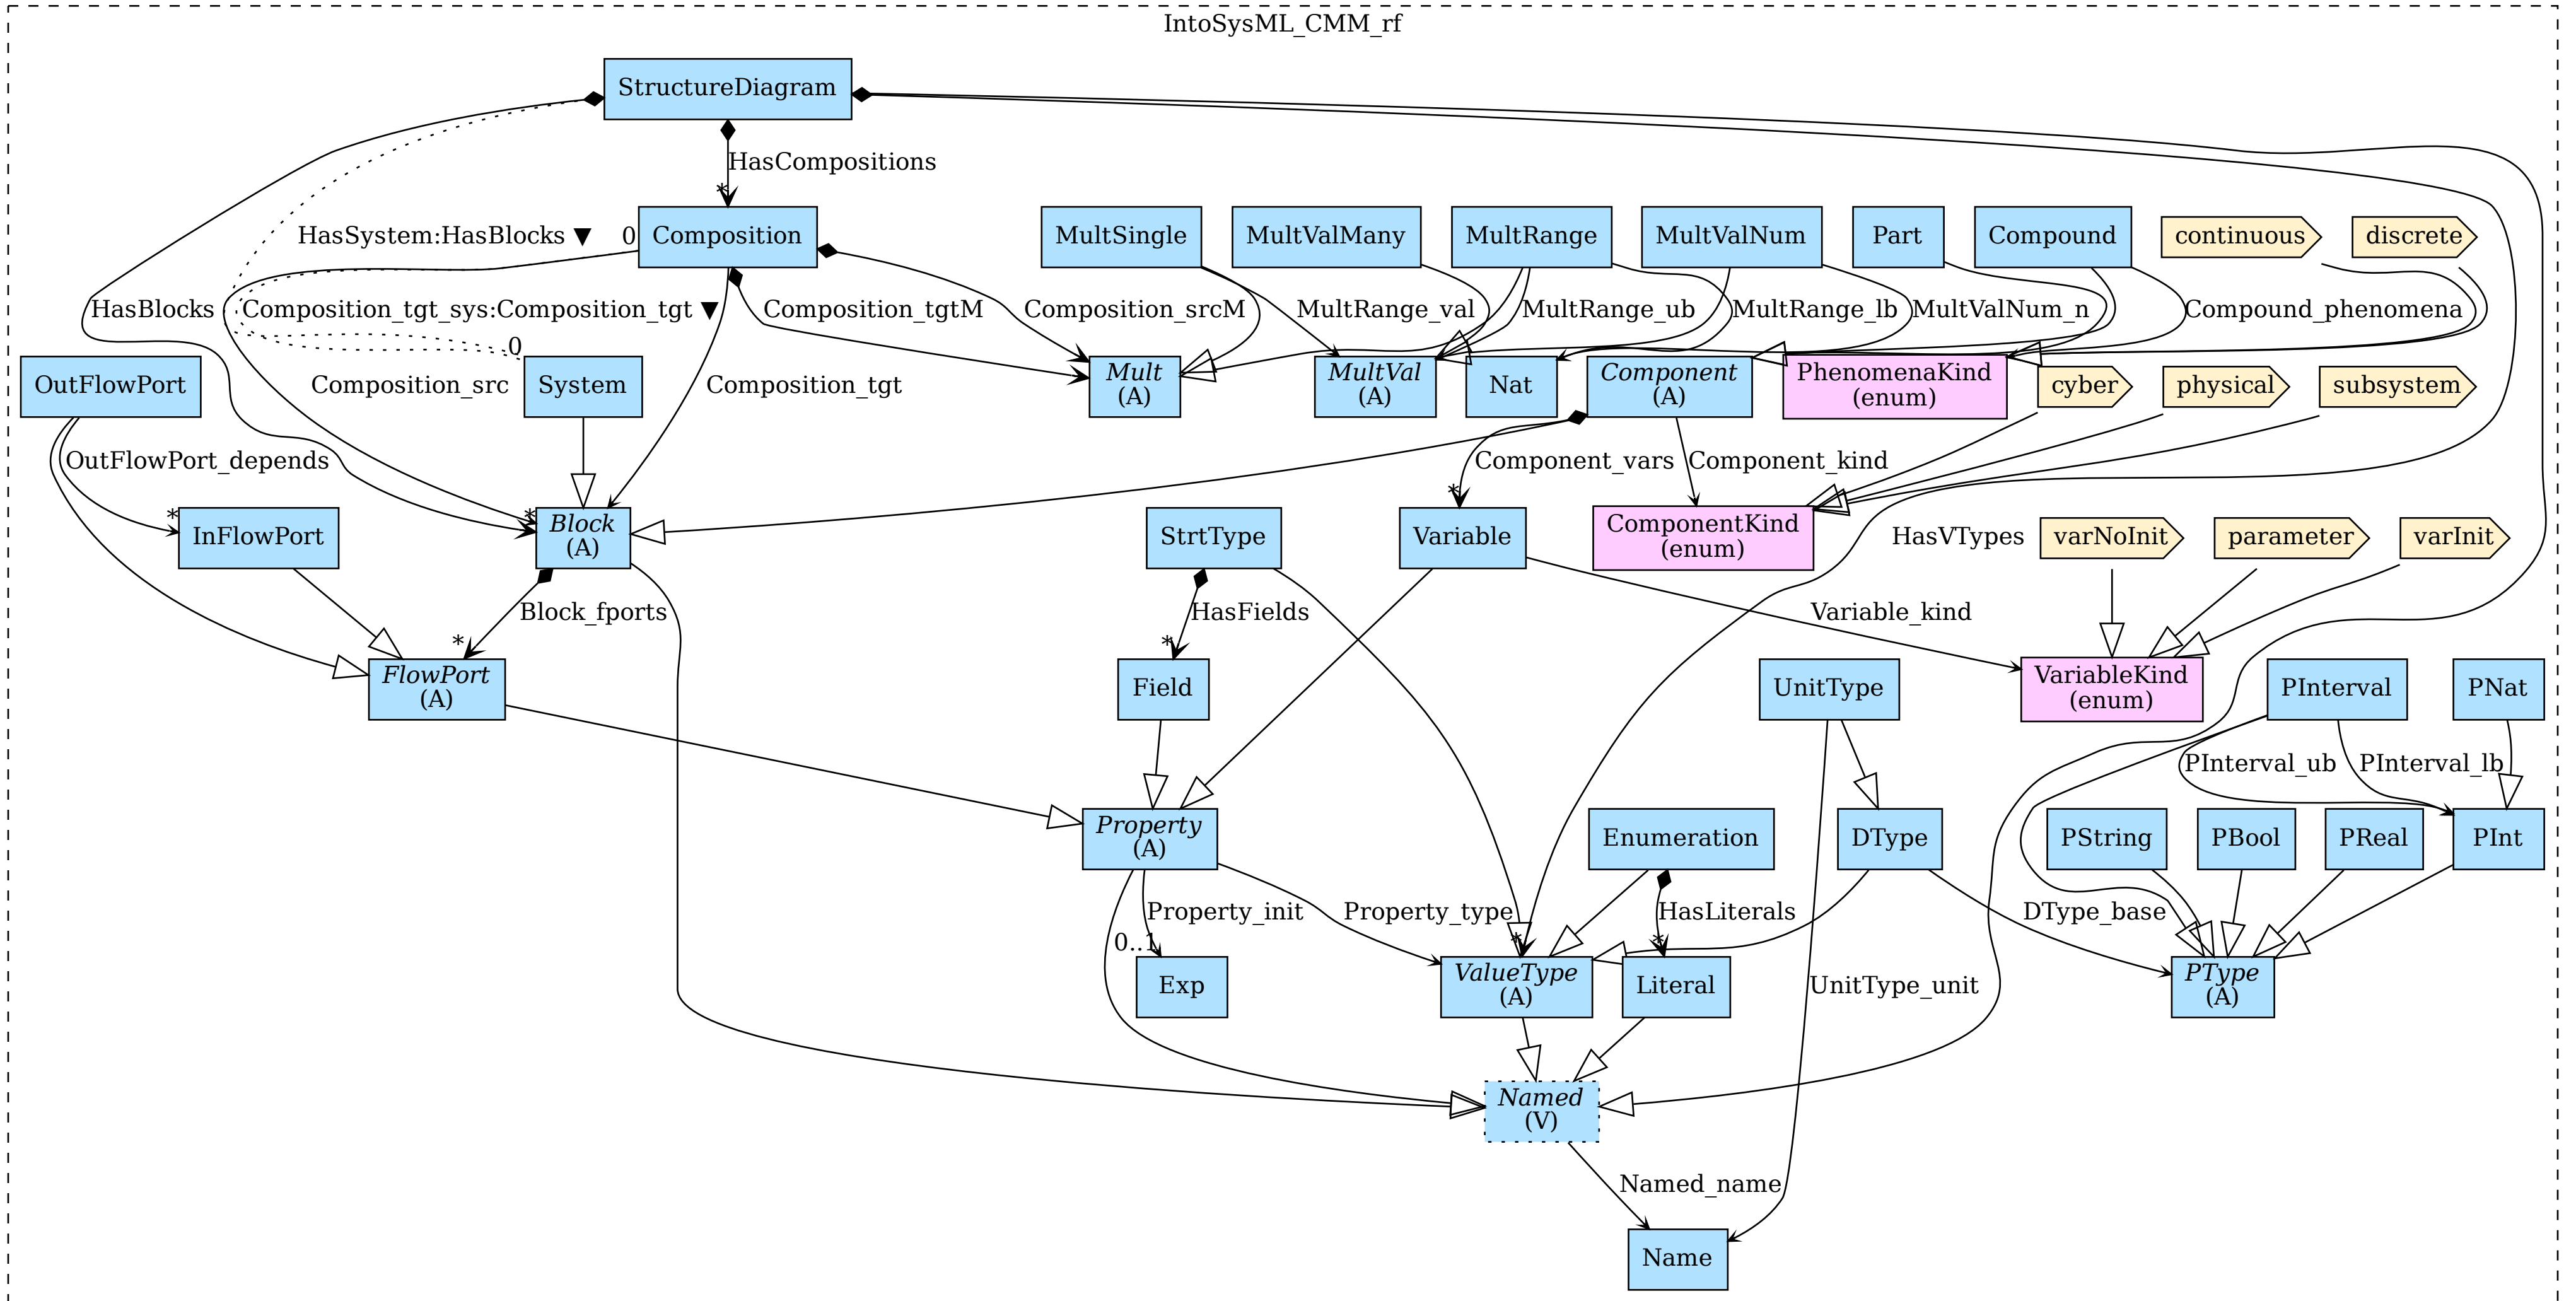 IntoSysML_CMM_rf
StructureDiagram
HasCompositions
*
HasSystem:HasBlocks ▼
0
Composition
MultSingle
MultValMany
MultRange
MultValNum
Part
Compound
continuous
discrete
HasBlocks
Composition_tgt_sys:Composition_tgt ▼
Composition_tgtM
Composition_srcM
MultRange_val
MultRange_ub
MultRange_lb
MultValNum_n
Compound_phenomena
0
OutFlowPort
Composition_src
System
Composition_tgt
Mult
(A)
MultVal
(A)
Nat
Component
(A)
PhenomenaKind
(enum)
cyber
physical
subsystem
OutFlowPort_depends
Component_vars
Component_kind
*
*
*
InFlowPort
Block
(A)
StrtType
Variable
ComponentKind
(enum)
HasVTypes
varNoInit
parameter
varInit
Block_fports
HasFields
Variable_kind
*
*
FlowPort
(A)
Field
UnitType
VariableKind
(enum)
PInterval
PNat
PInterval_ub
PInterval_lb
Property
(A)
Enumeration
DType
PString
PBool
PReal
PInt
Property_init
Property_type
HasLiterals
DType_base
0..1
*
*
Exp
ValueType
(A)
Literal
UnitType_unit
PType
(A)
Named
(V)
Named_name
Name